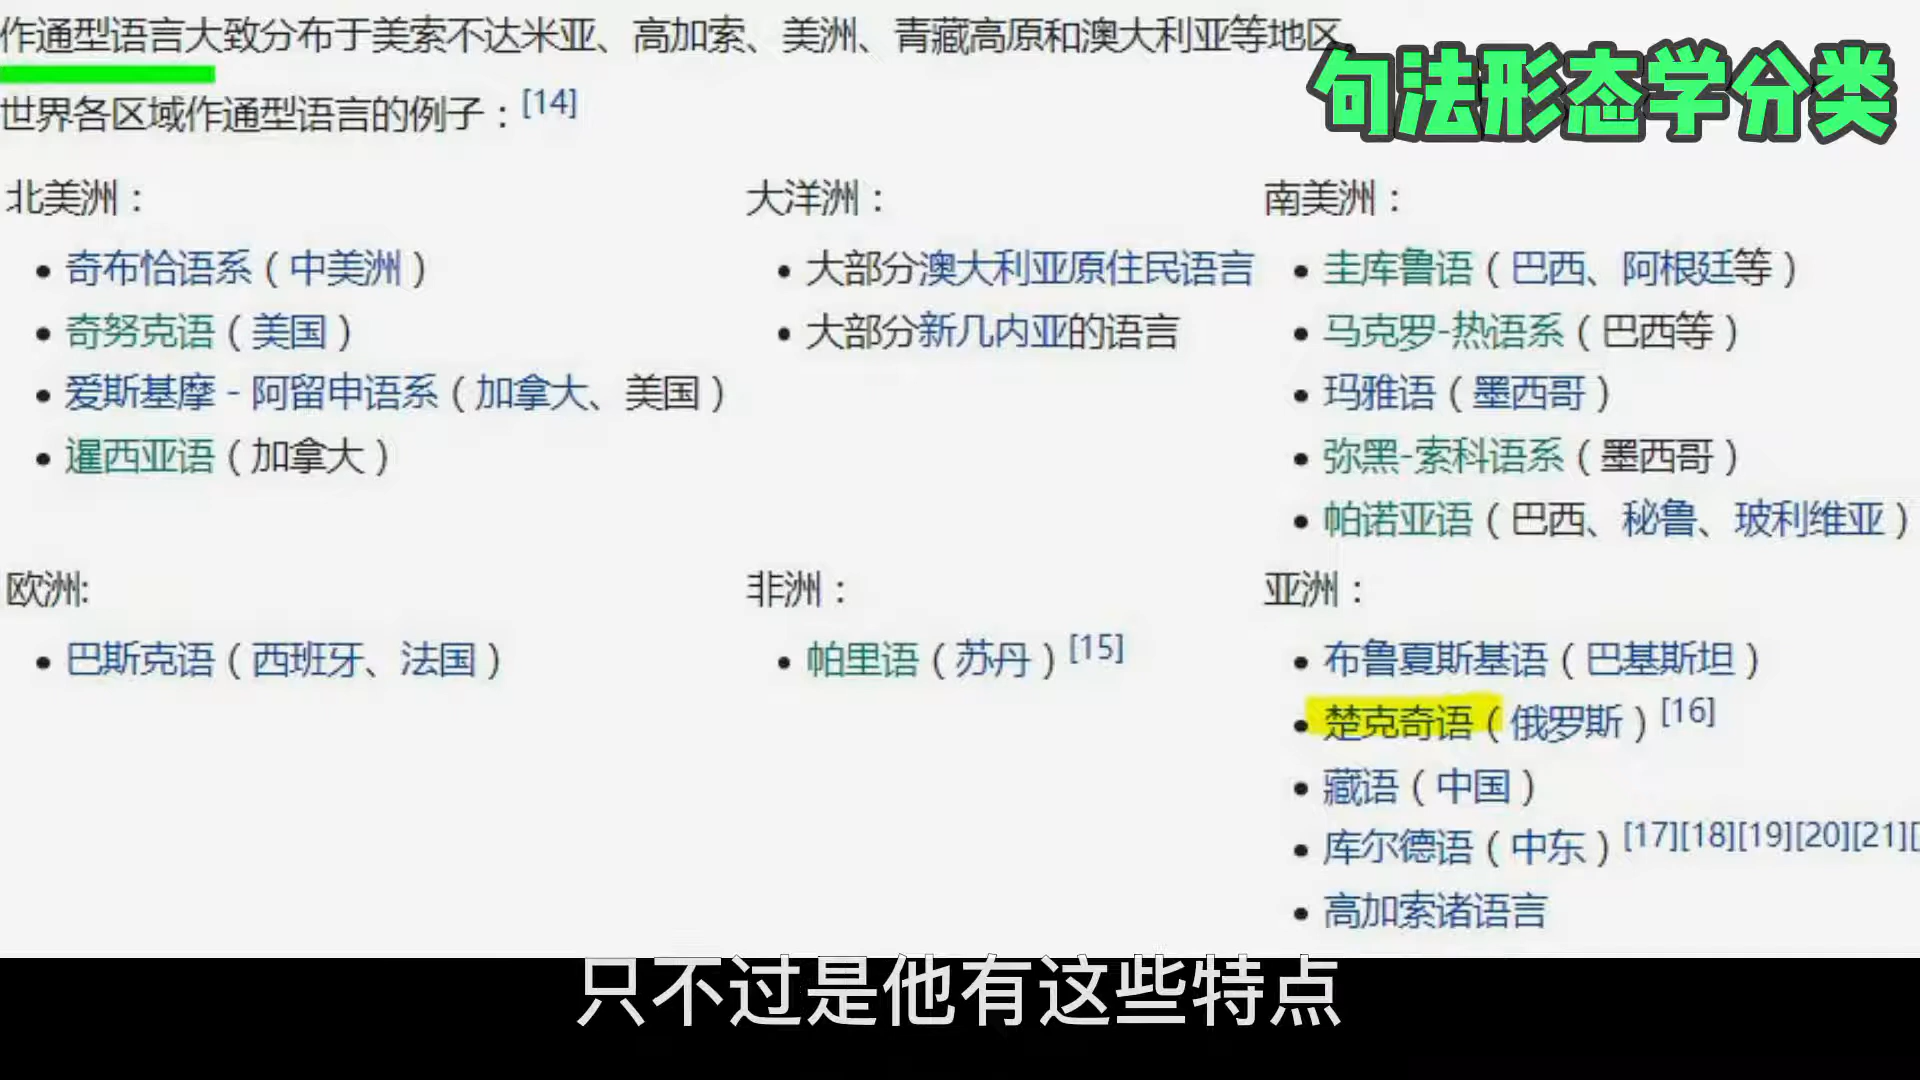 作通型语言大致分布于美索不达米亚、高加索、美洲、青藏高原和澳大利亚等地区。
句法形态学分类
世界各区域作通型语言的例子：[14]
北美洲：
• 奇布恰语系（中美洲）
• 奇努克语（美国）
• 爱斯基摩－阿留申语系（加拿大、美国）
• 暹西亚语（加拿大）
大洋洲：
• 大部分澳大利亚原住民语言
• 大部分新几内亚的语言
南美洲：
• 圭库鲁语（巴西、阿根廷等）
• 马克罗-热语系（巴西等）
• 玛雅语（墨西哥）
• 弥黑-索科语系（墨西哥）
• 帕诺亚语（巴西、秘鲁、玻利维亚）
欧洲:
• 巴斯克语（西班牙、法国）
非洲：
• 帕里语（苏丹）[15]
亚洲：
• 布鲁夏斯基语（巴基斯坦）
• 楚克奇语（俄罗斯）[16]
• 藏语（中国）
• 库尔德语（中东）[17][18][19][20][21][
• 高加索诸语言
只不过是他有这些特点